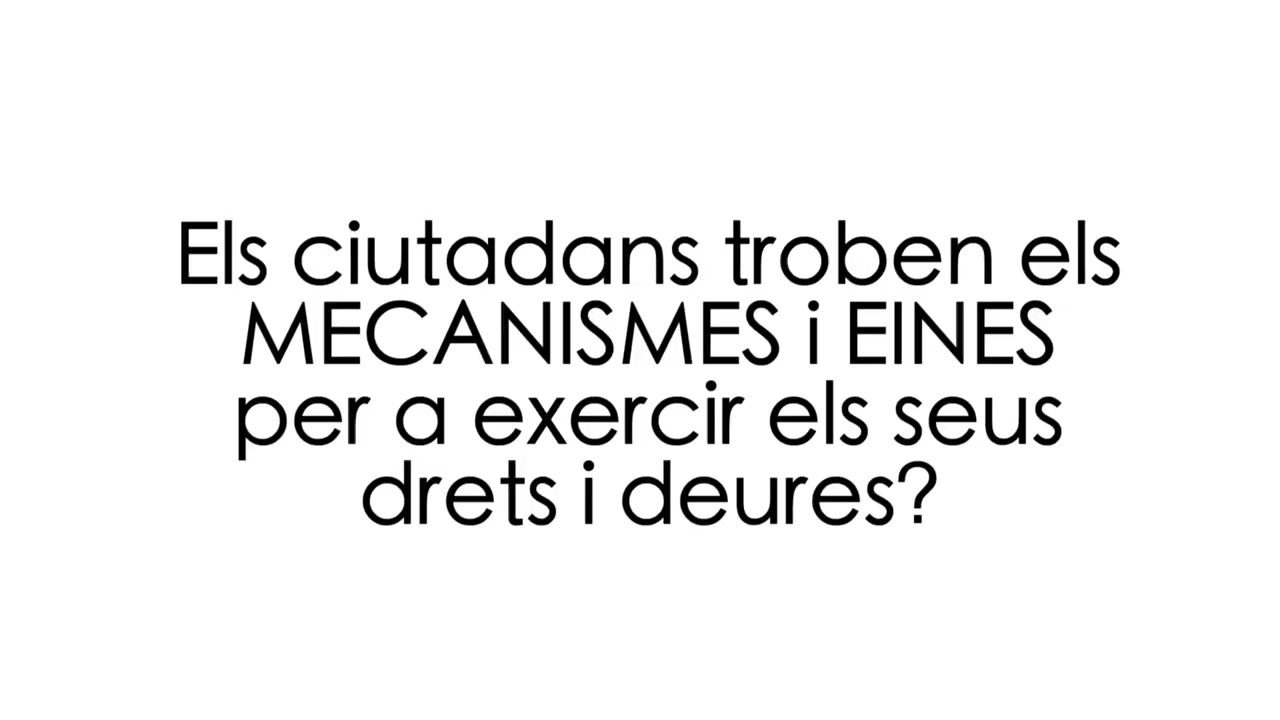 Els ciutadans troben els
MECANISMES i EINES
per a exercir els seus
drets i deures?